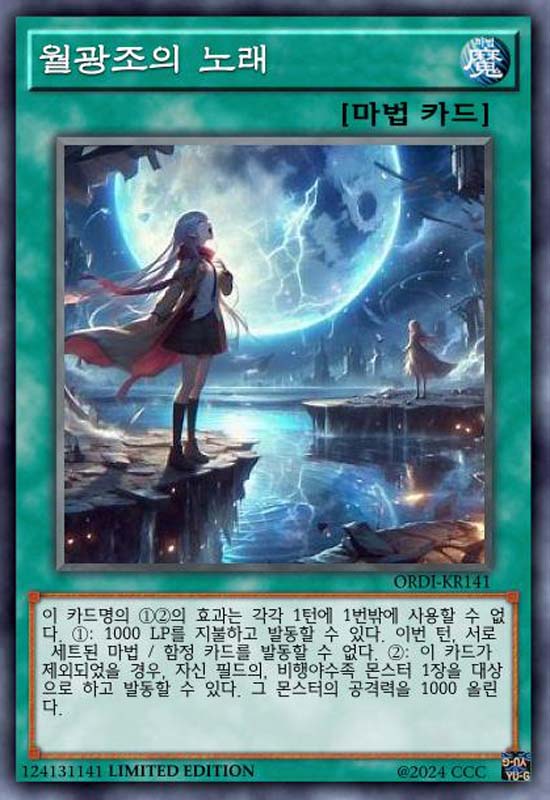 월광조의 노래
마법
魔
[마법 카드]
ORDI-KR141
이 카드명의 ①②의 효과는 각각 1턴에 1번밖에 사용할 수 없
다. ①: 1000 LP를 지불하고 발동할 수 있다. 이번 턴, 서로
세트된 마법 / 함정 카드를 발동할 수 없다. ②: 이 카드가
제외되었을 경우, 자신 필드의, 비행야수족 몬스터 1장을 대상
으로 하고 발동할 수 있다. 그 몬스터의 공격력을 1000 올린
다.
124131141 LIMITED EDITION
@2024 CCC
YU-G